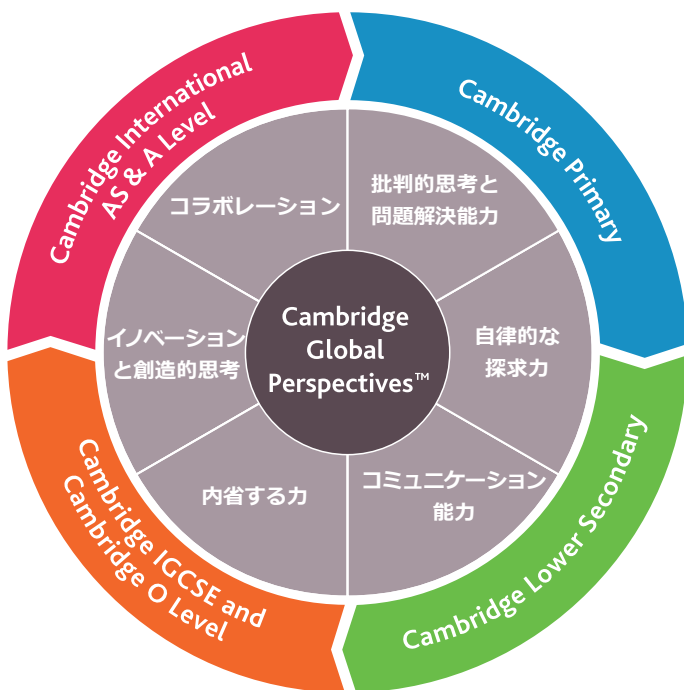 Cambridge Primary
Cambridge Lower Secondary
Cambridge IGCSE and
Cambridge O Level
Cambridge International
AS & A Level
批判的思考と
問題解決能力
自律的な
探求力
コミュニケーション
能力
内省する力
イノベーション
と創造的思考
コラボレーション
Cambridge
Global
Perspectives™